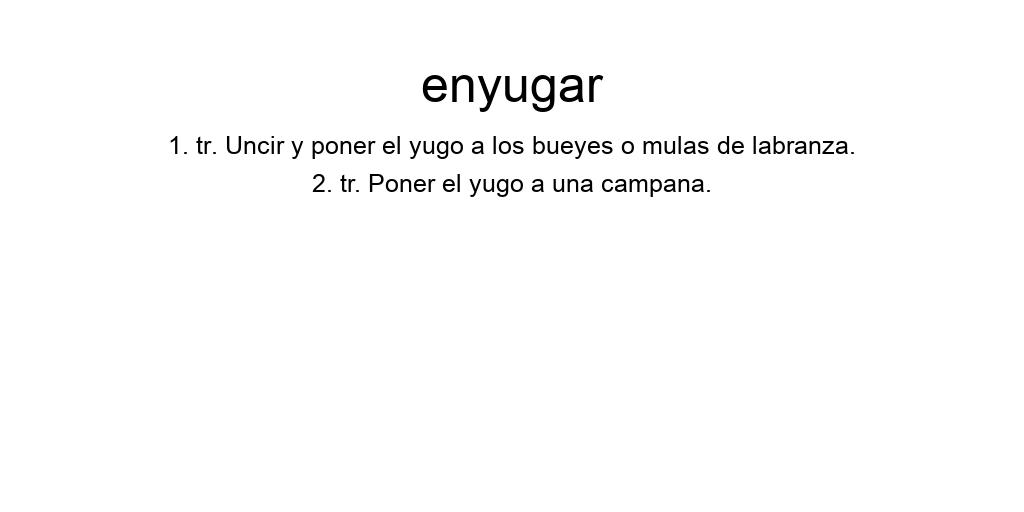 enyugar
1. tr. Uncir y poner el yugo a los bueyes o mulas de labranza.
2. tr. Poner el yugo a una campana.